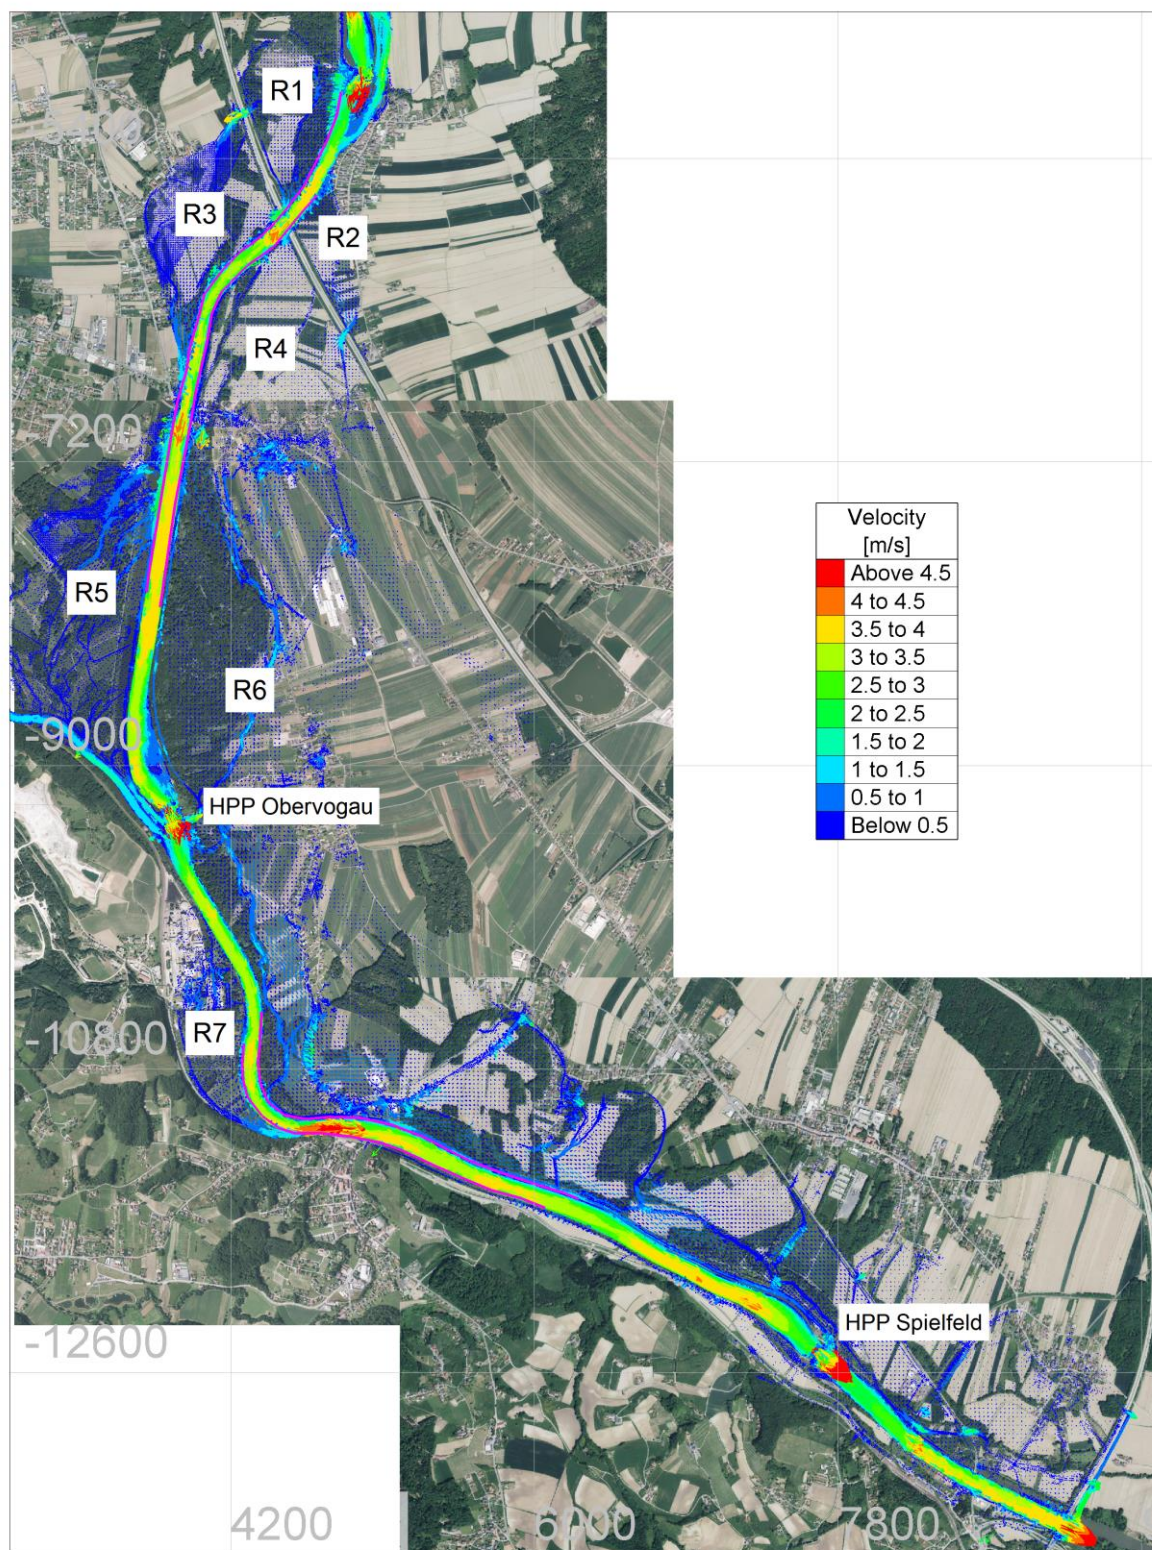 R1
R3
R2
R4
-7200
Velocity
[m/s]
Above 4.5
4 to 4.5
3.5 to 4
3 to 3.5
2.5 to 3
2 to 2.5
1.5 to 2
1 to 1.5
0.5 to 1
Below 0.5
R5
R6
-9000
HPP Obervogau
R7
-10800
HPP Spielfeld
-12600
4200
6000
7800